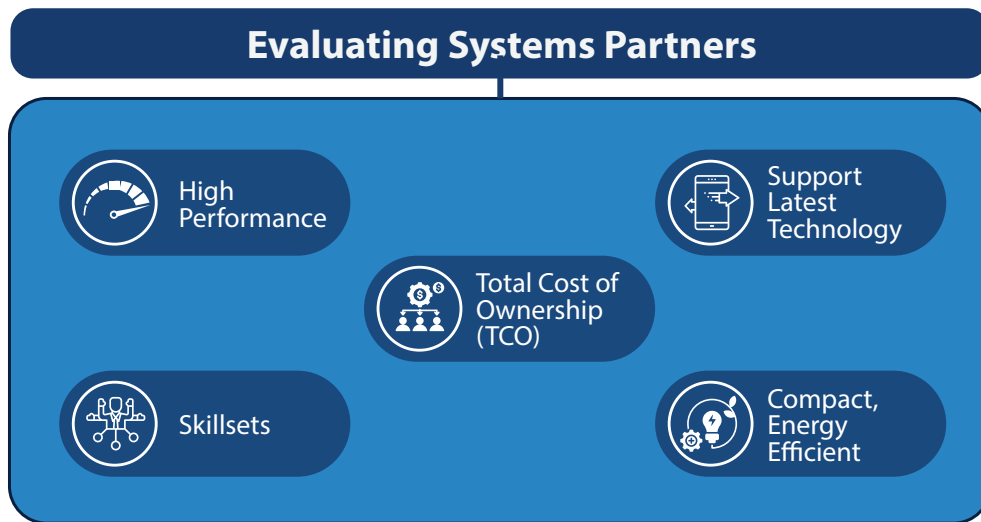 Evaluating Systems Partners
High
Performance
Support
Latest
Technology
Total Cost of
Ownership
(TCO)
Skillsets
Compact,
Energy
Efficient